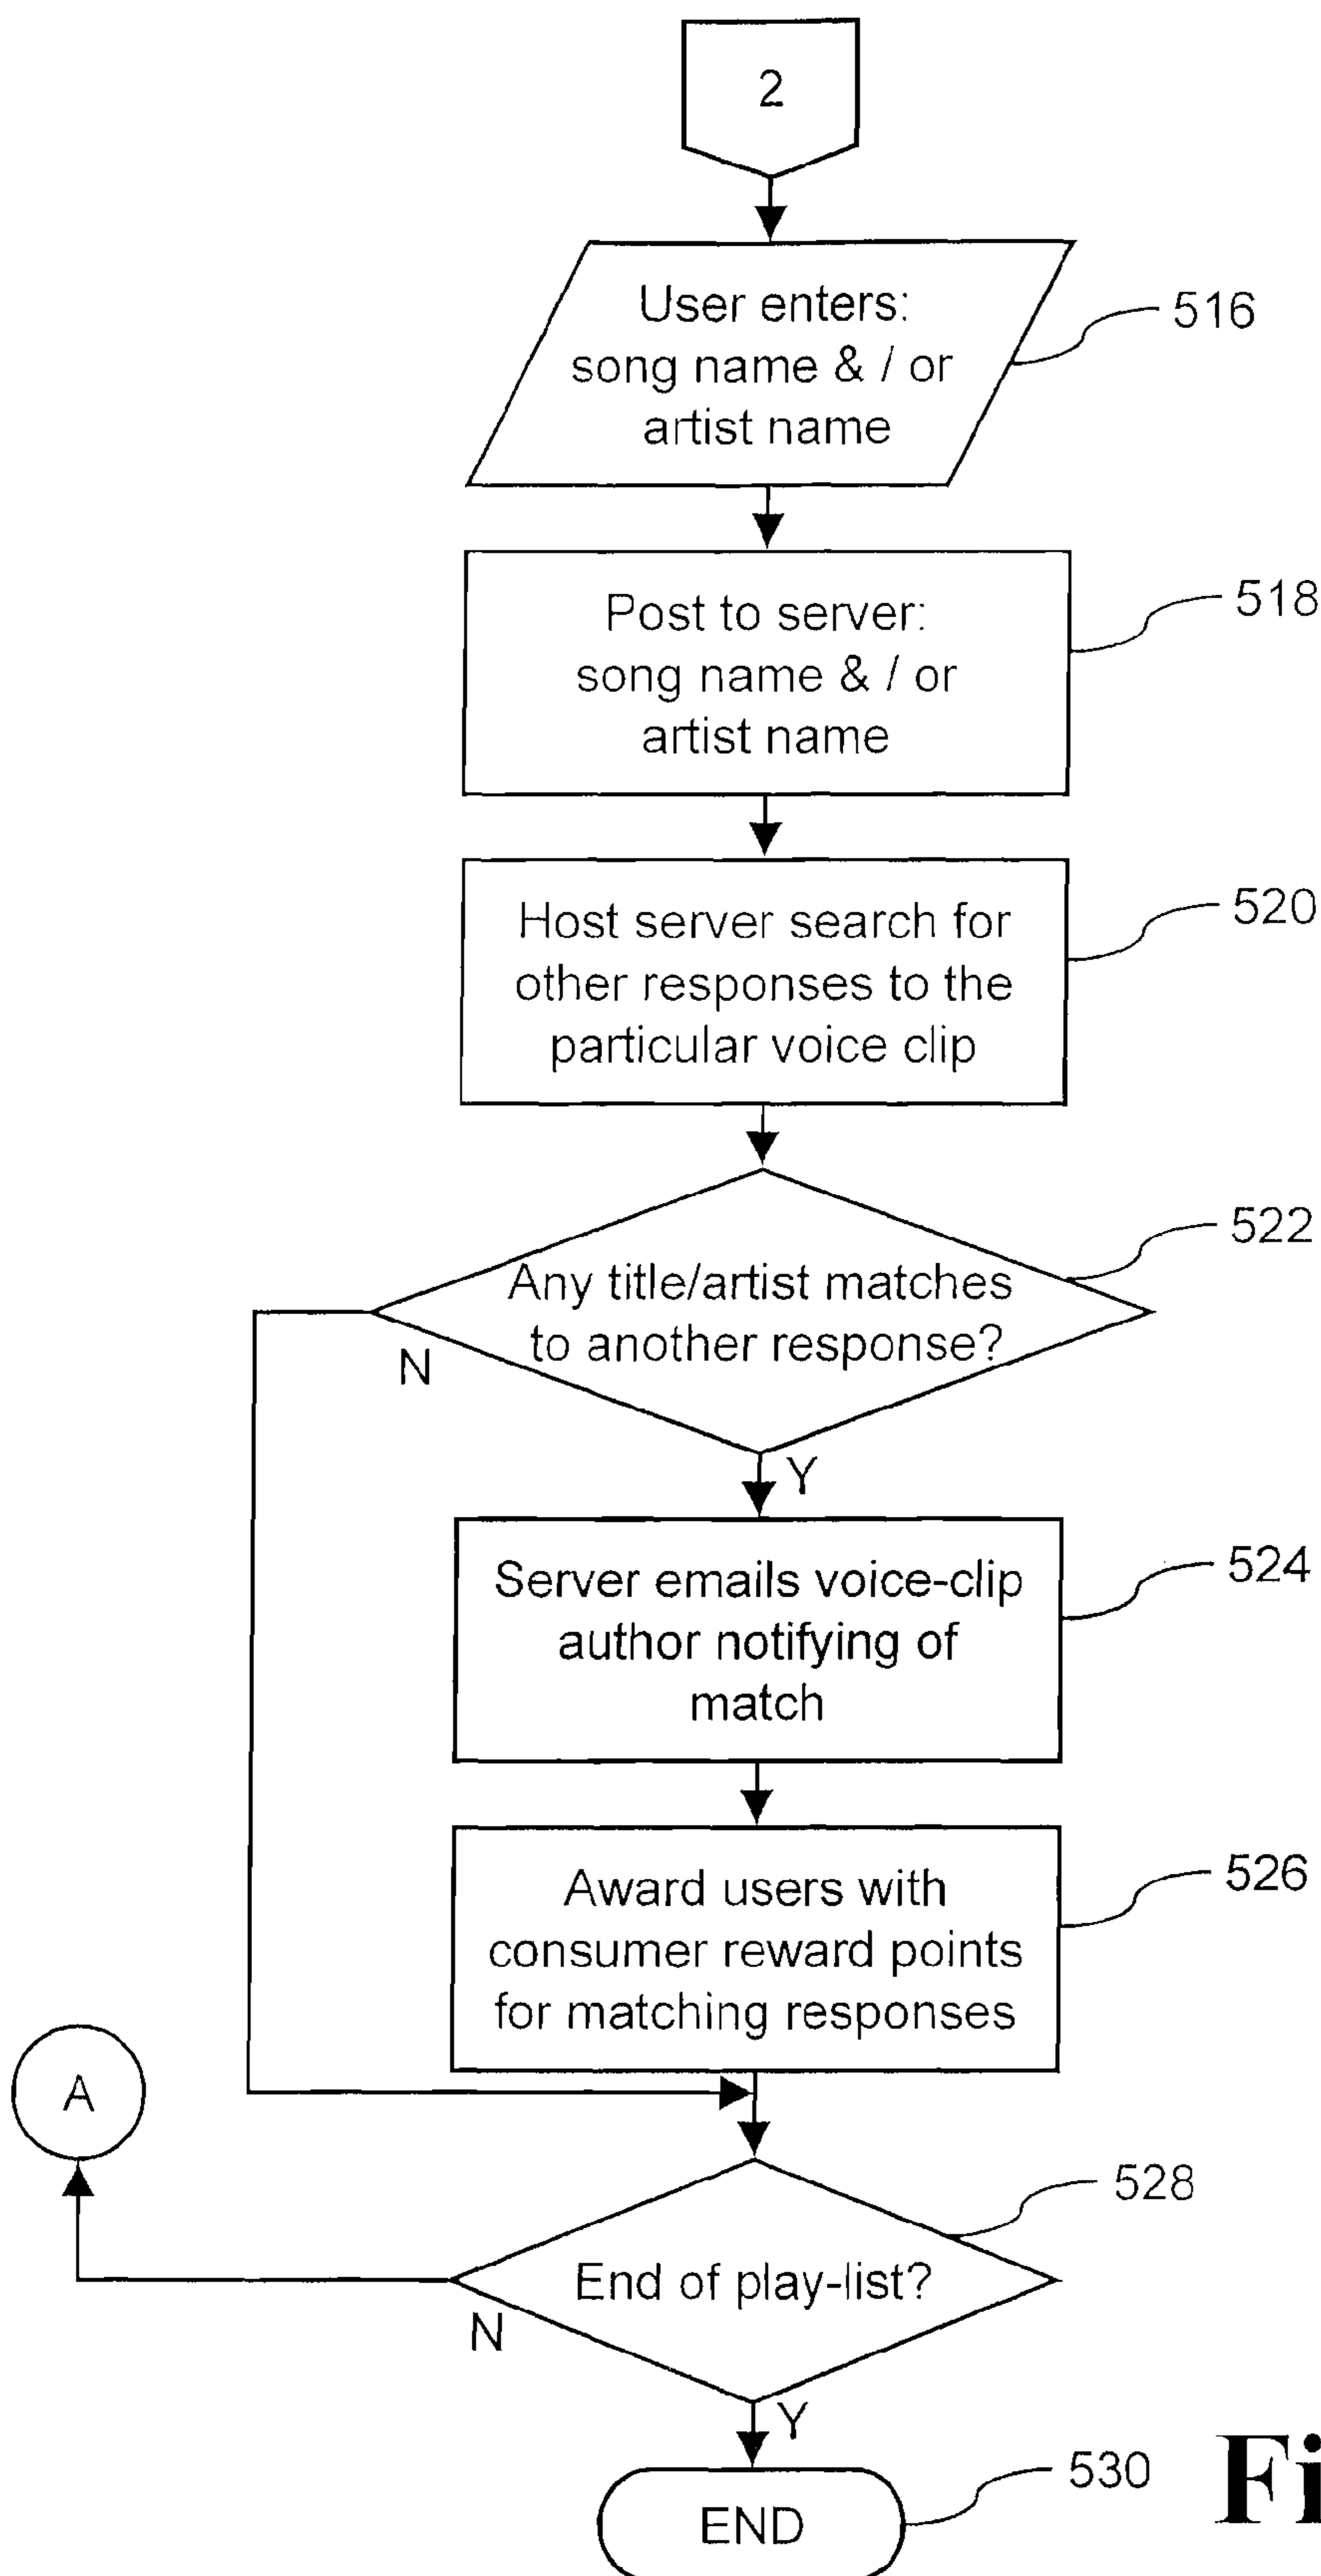 2
User enters:
song name & / or
artist name
516
Post to server:
song name & / or
artist name
518
Host server search for
other responses to the
particular voice clip
520
Any title/artist matches
to another response?
522
N
Y
Server emails voice-clip
author notifying of
match
524
Award users with
consumer reward points
for matching responses
526
A
528
End of play-list?
N
Y
END
530
Fi